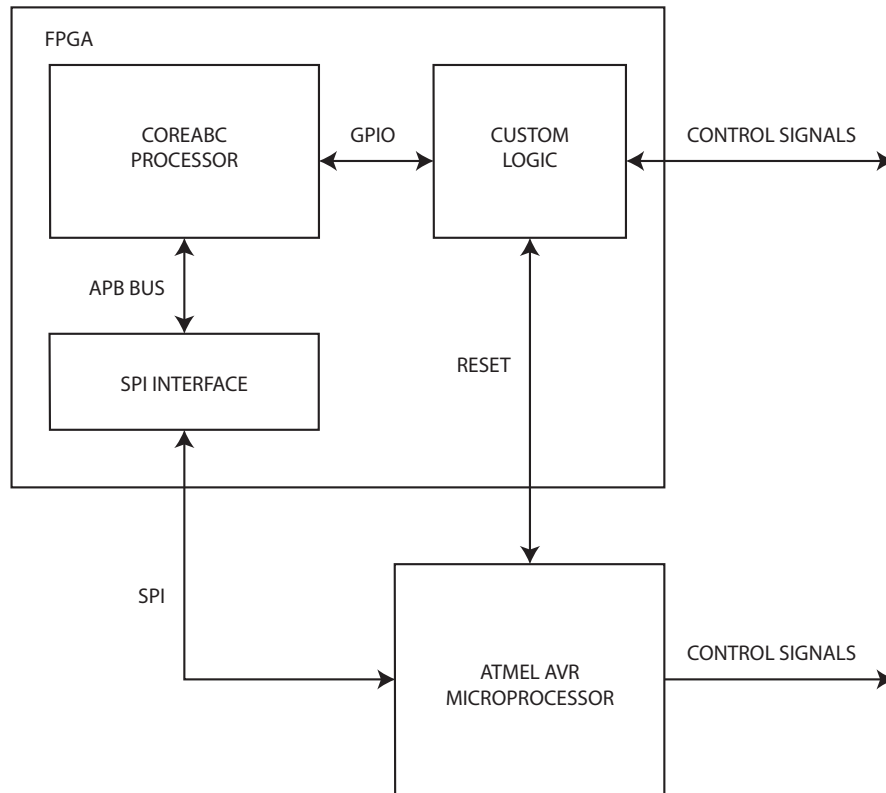 FPGA
COREABC
PROCESSOR
GPIO
CUSTOM
LOGIC
CONTROL SIGNALS
APB BUS
SPI INTERFACE
RESET
SPI
ATMEL AVR
MICROPROCESSOR
CONTROL SIGNALS